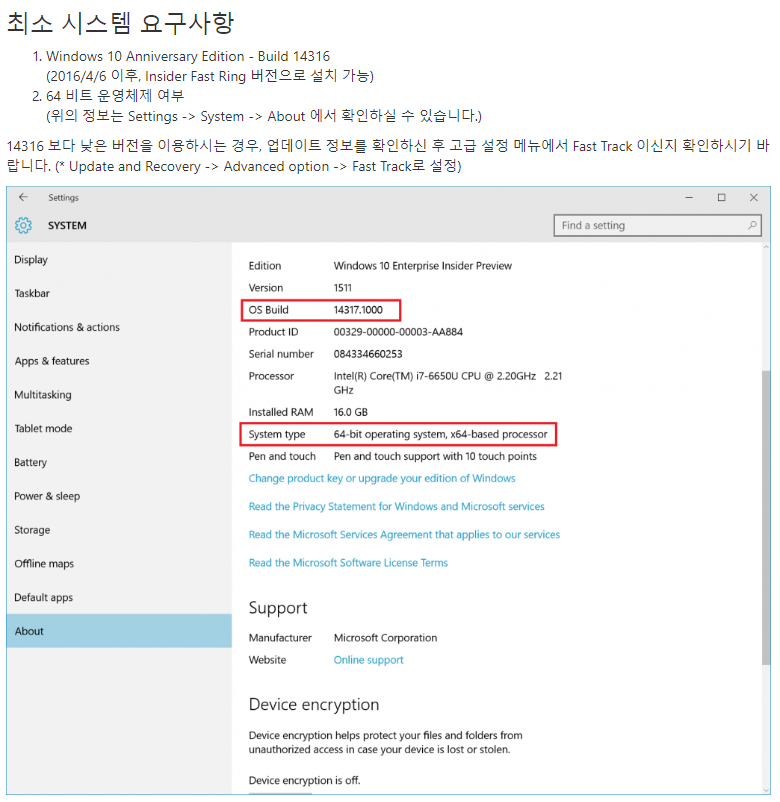 최소 시스템 요구사항
1. Windows 10 Anniversary Edition - Build 14316
(2016/4/6 이후, Insider Fast Ring 버전으로 설치 가능)
2. 64 비트 운영체제 여부
(위의 정보는 Settings -> System -> About 에서 확인하실 수 있습니다.)
14316 보다 낮은 버전을 이용하시는 경우, 업데이트 정보를 확인하신 후 고급 설정 메뉴에서 Fast Track 이신지 확인하시기 바
랍니다. (* Update and Recovery -> Advanced option -> Fast Track로 설정)
Settings
SYSTEM
Find a setting
Display
Taskbar
Notifications & actions
Apps & features
Multitasking
Tablet mode
Battery
Power & sleep
Storage
Offline maps
Default apps
About
Edition Windows 10 Enterprise Insider Preview
Version 1511
OS Build 14317.1000
Product ID 00329-00000-00003-AA884
Serial number 084334660253
Processor Intel(R) Core(TM) i7-6650U CPU @ 2.20GHz 2.21
GHz
Installed RAM 16.0 GB
System type 64-bit operating system, x64-based processor
Pen and touch Pen and touch support with 10 touch points
Change product key or upgrade your edition of Windows
Read the Privacy Statement for Windows and Microsoft services
Read the Microsoft Services Agreement that applies to our services
Read the Microsoft Software License Terms
Support
Manufacturer Microsoft Corporation
Website Online support
Device encryption
Device encryption helps protect your files and folders from
unauthorized access in case your device is lost or stolen.
Device encryption is off.